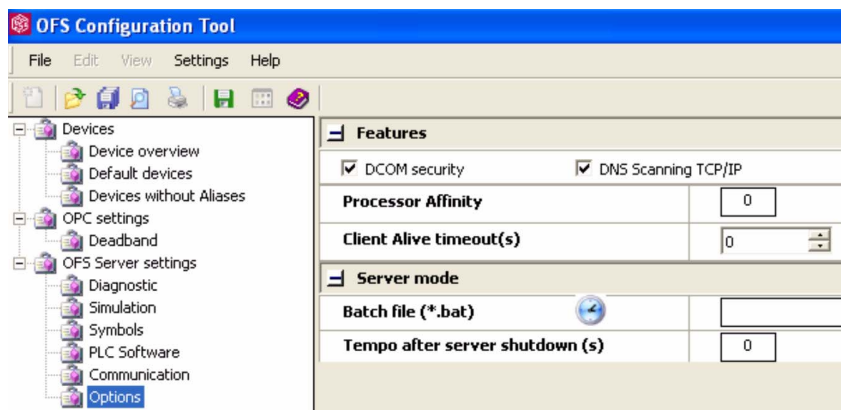 OFS Configuration Tool
File Edit View Settings Help
Devices
Device overview
Default devices
Devices without Aliases
OPC settings
Deadband
OFS Server settings
Diagnostic
Simulation
Symbols
PLC Software
Communication
Options
Features
DCOM security DNS Scanning TCP/IP
Processor Affinity 0
Client Alive timeout(s) 0
Server mode
Batch file (*.bat)
Tempo after server shutdown (s) 0